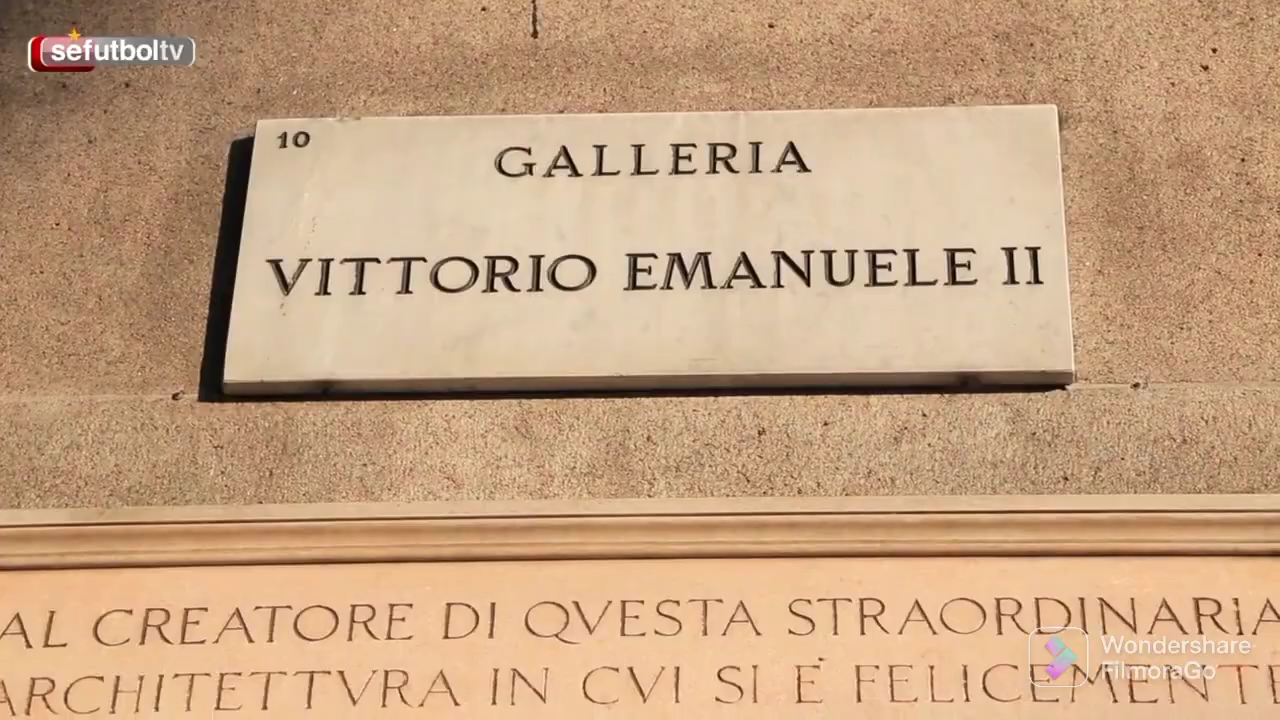 sefutboltv
10
GALLERIA
VITTORIO EMANUELE II
AL CREATORE DI QVESTA STRAORDINARIA
ARCHITETTVRA IN CVI SI E' FELICEMENTE
Wondershare
FilmoraGo